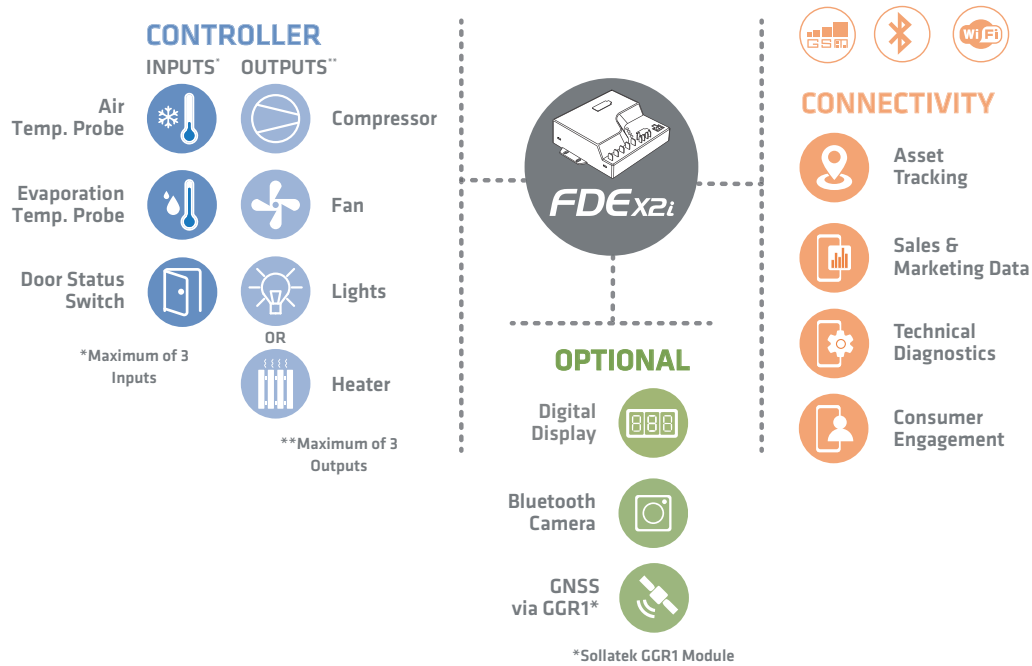 CONTROLLER
INPUTS* OUTPUTS**
Air
Temp. Probe
Compressor
Evaporation
Temp. Probe
Fan
Door Status
Switch
Lights
OR
*Maximum of 3
Inputs
Heater
**Maximum of 3
Outputs
FDEx2i
OPTIONAL
Digital
Display
888
Bluetooth
Camera
GNSS
via GGR1*
*Sollatek GGR1 Module
GSM
WiFi
CONNECTIVITY
Asset
Tracking
Sales &
Marketing Data
Technical
Diagnostics
Consumer
Engagement